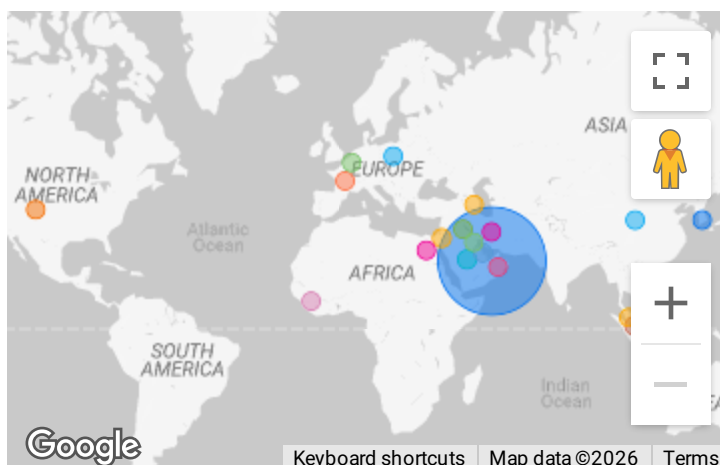 ASIA
NORTH
AMERICA
EUROPE
Atlantic
Ocean
AFRICA
SOUTH
AMERICA
Indian
Ocean
Google
Keyboard shortcuts
Map data ©2026
Terms